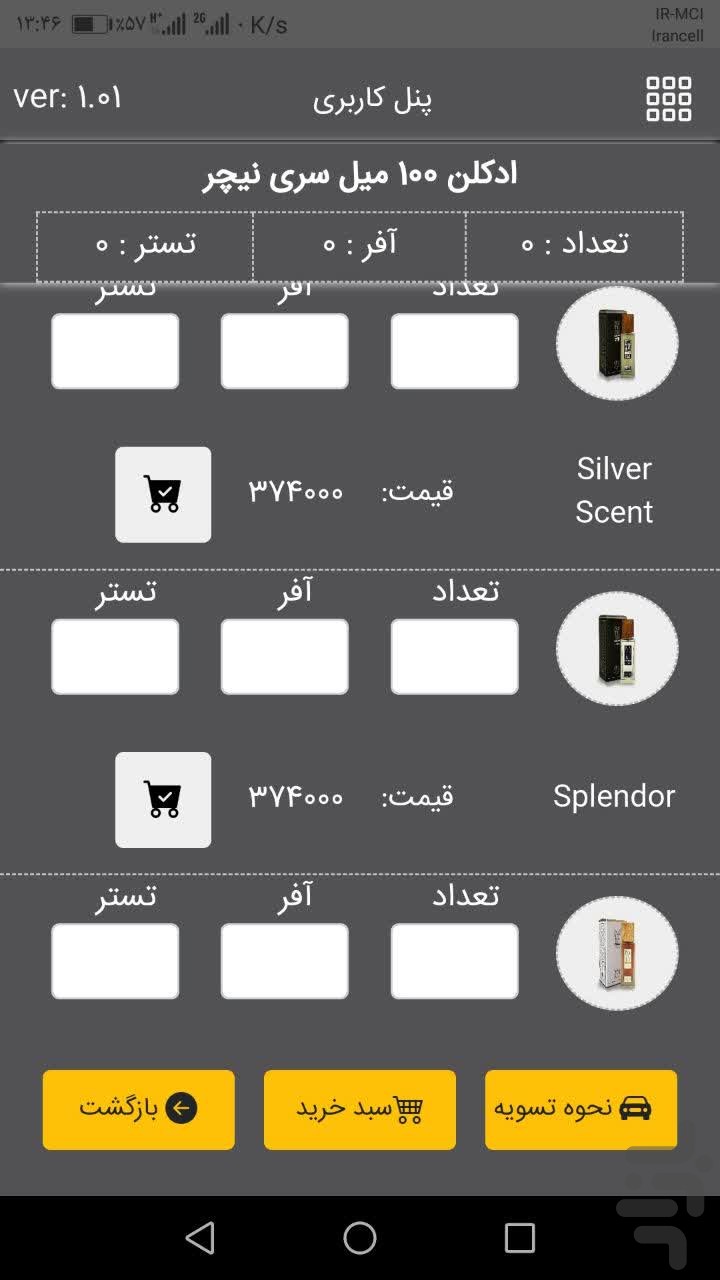 ۱۳:۴۶ ٪۵۷ H+ 2G ۰ K/s
IR-MCI
Irancell
ver: ۱.۰۱ پنل کاربری
ادکلن ۱۰۰ میل سری نیچر
تعداد : ۰ آفر : ۰ تستر : ۰
تعداد آفر تستر
Silver Scent قیمت: ۳۷۴۰۰۰
تعداد آفر تستر
Splendor قیمت: ۳۷۴۰۰۰
تعداد آفر تستر
نحوه تسویه سبد خرید بازگشت